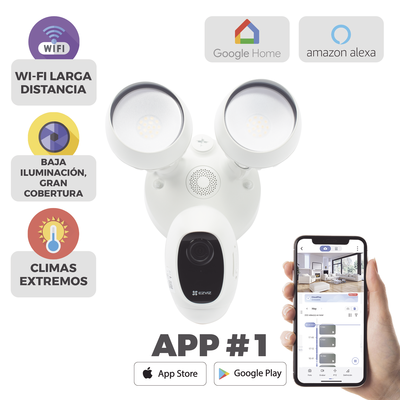 WIFI
Google Home
amazon alexa
WI-FI LARGA
DISTANCIA
BAJA
ILUMINACIÓN,
GRAN
COBERTURA
CLIMAS
EXTREMOS
EZVIZ
APP #1
App Store
Google Play